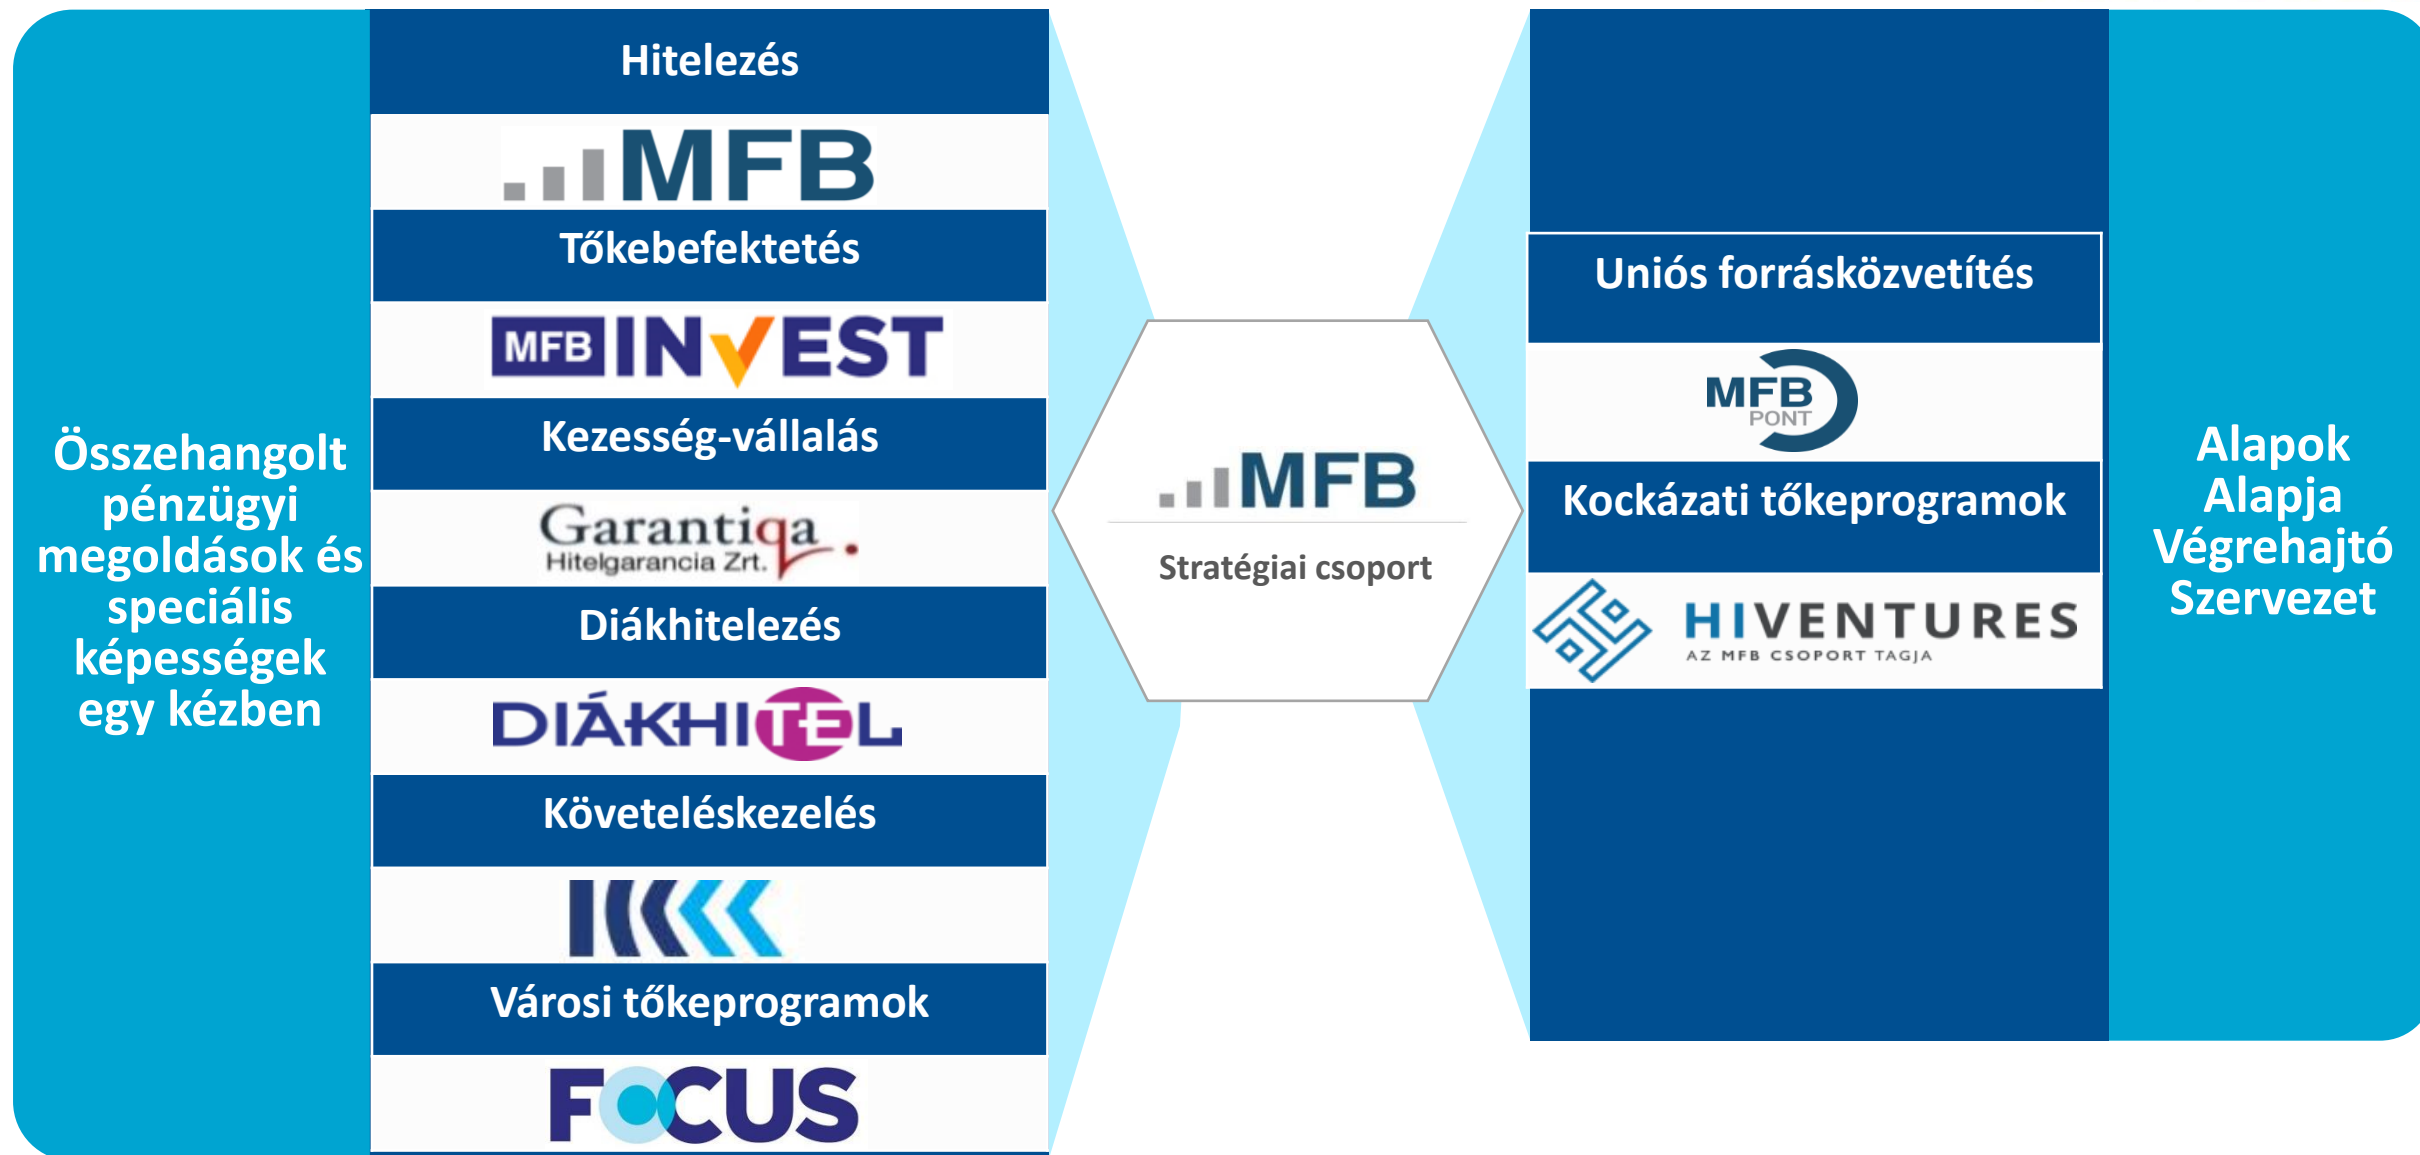 Összehangolt
pénzügyi
megoldások és
speciális
képességek
egy kézben
Hitelezés
MFB
Tőkebefektetés
MFB INVEST
Kezesség-vállalás
Garantiqa
Hitelgarancia Zrt.
Diákhitelezés
DIÁKHITEL
Követeléskezelés
Városi tőkeprogramok
FOCUS
MFB
Stratégiai csoport
Uniós forrásközvetítés
MFB
PONT
Kockázati tőkeprogramok
HIVENTURES
AZ MFB CSOPORT TAGJA
Alapok
Alapja
Végrehajtó
Szervezet